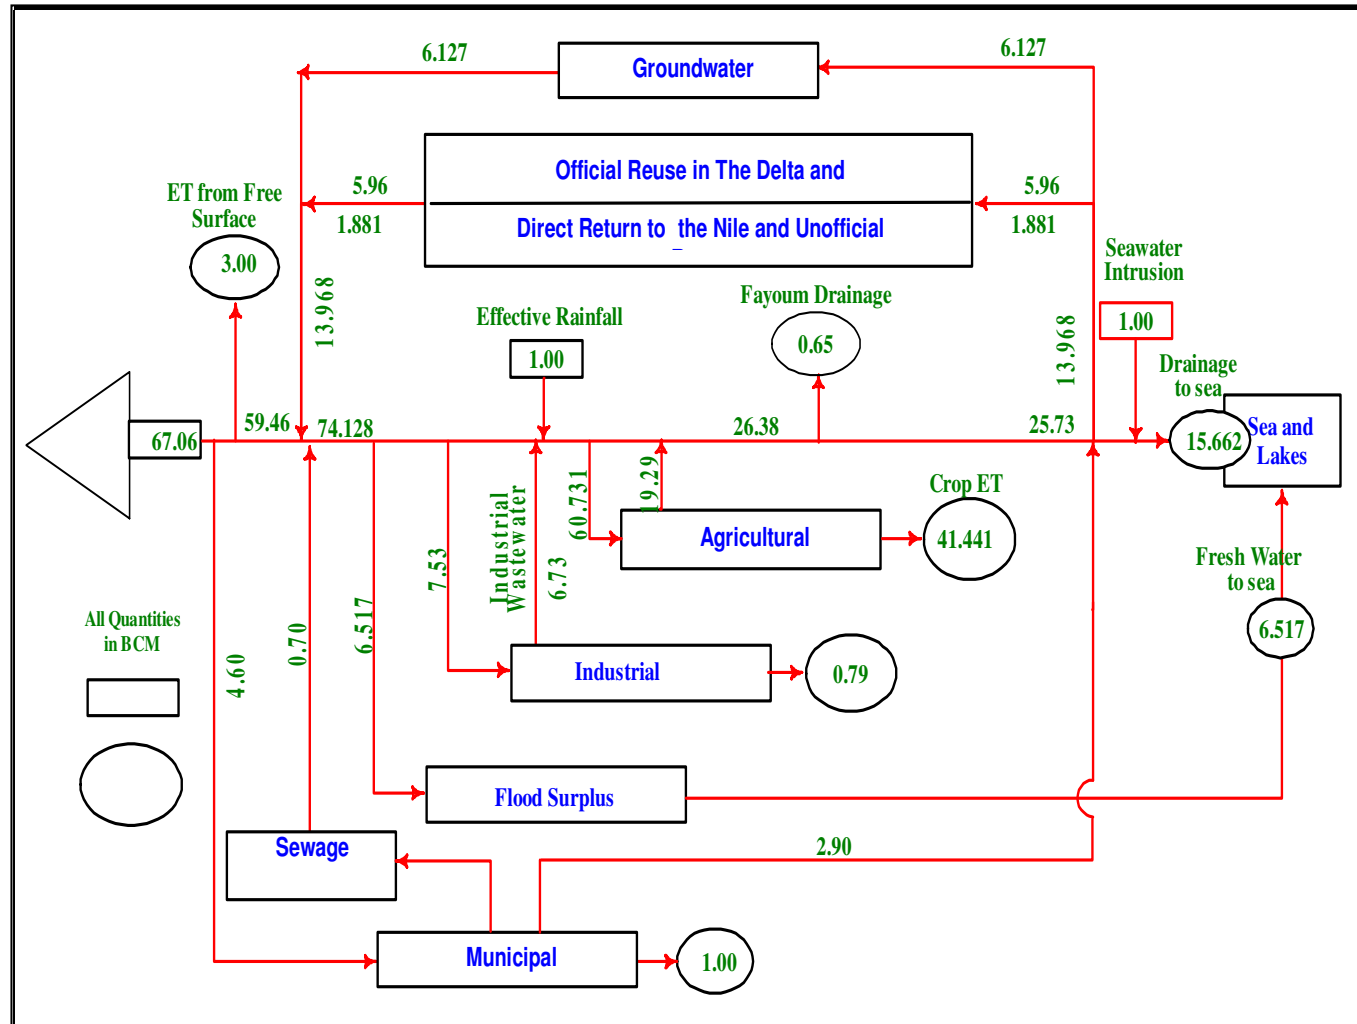 6.127
Groundwater
6.127
Official Reuse in The Delta and
5.96
5.96
ET from Free
Surface
1.881
Direct Return to the Nile and Unofficial
1.881
3.00
Seawater
Intrusion
13.968
Effective Rainfall
Fayoum Drainage
13.968
1.00
1.00
0.65
Drainage
to sea
67.06
59.46
74.128
26.38
25.73
15.662
Sea and
Lakes
60.731
19.29
Industrial
Wastewater
6.73
7.53
Agricultural
Crop ET
41.441
Fresh Water
to sea
All Quantities
in BCM
4.60
0.70
6.517
6.517
Industrial
0.79
Flood Surplus
Sewage
2.90
Municipal
1.00